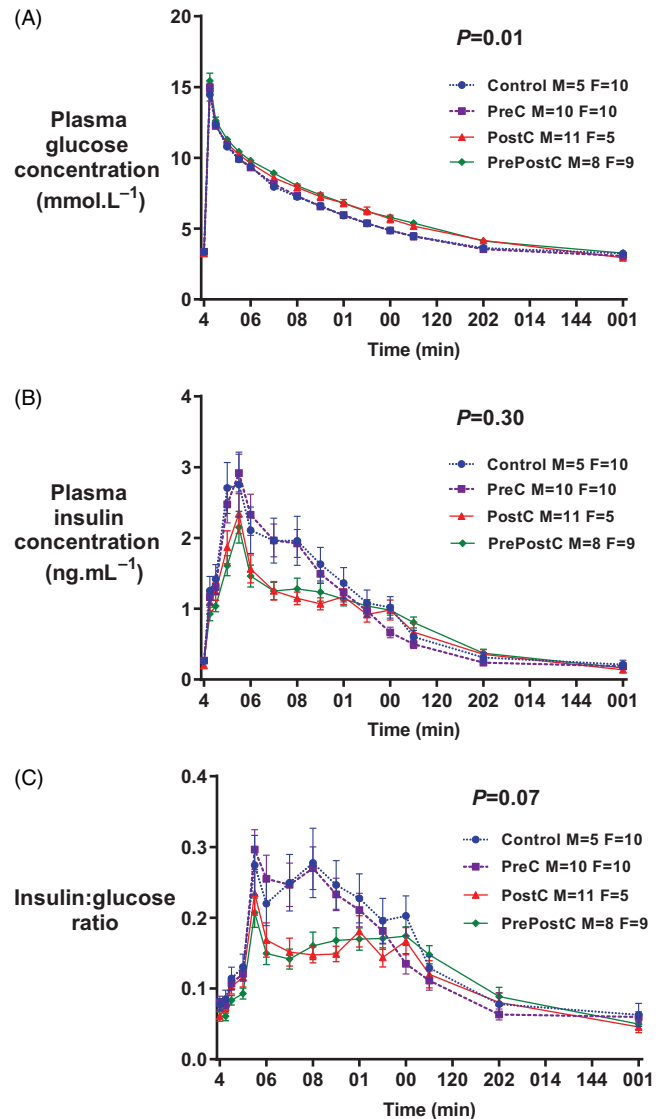 (A)
P=0.01
Plasma
glucose
concentration
(mmol.L⁻¹)
20
15
10
5
0
Control M=5 F=10
PreC M=10 F=10
PostC M=11 F=5
PrePostC M=8 F=9
4 06 08 01 00 120 202 014 144 001
Time (min)
(B)
P=0.30
Plasma
insulin
concentration
(ng.mL⁻¹)
4
3
2
1
0
Control M=5 F=10
PreC M=10 F=10
PostC M=11 F=5
PrePostC M=8 F=9
4 06 08 01 00 120 202 014 144 001
Time (min)
(C)
P=0.07
Insulin:glucose
ratio
0.4
0.3
0.2
0.1
0.0
Control M=5 F=10
PreC M=10 F=10
PostC M=11 F=5
PrePostC M=8 F=9
4 06 08 01 00 202 014 144 001
Time (min)